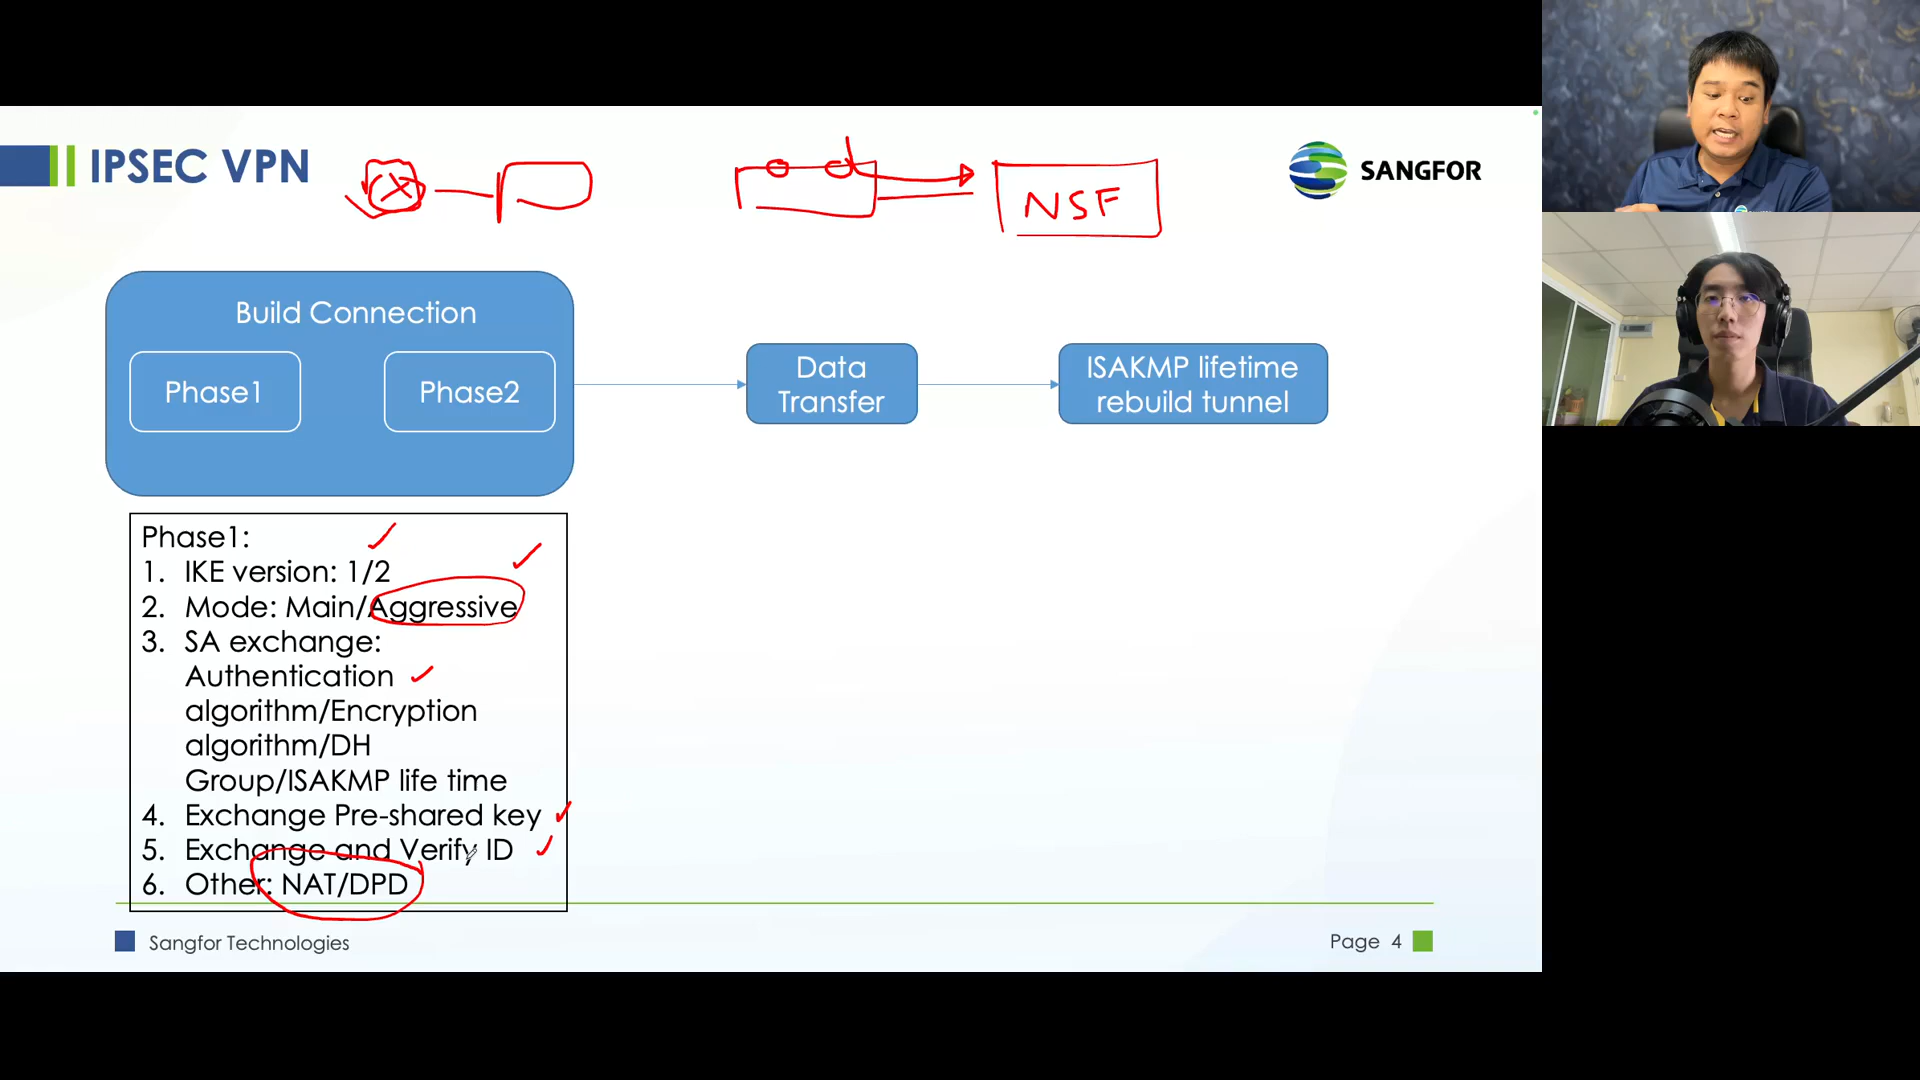 IPSEC VPN
X
NSF
SANGFOR
Build Connection
Phase1
Phase2
Data
Transfer
ISAKMP lifetime
rebuild tunnel
Phase1:
1. IKE version: 1/2
2. Mode: Main/Aggressive
3. SA exchange:
Authentication
algorithm/Encryption
algorithm/DH
Group/ISAKMP life time
4. Exchange Pre-shared key
5. Exchange and Verify ID
6. Other: NAT/DPD
Sangfor Technologies
Page 4